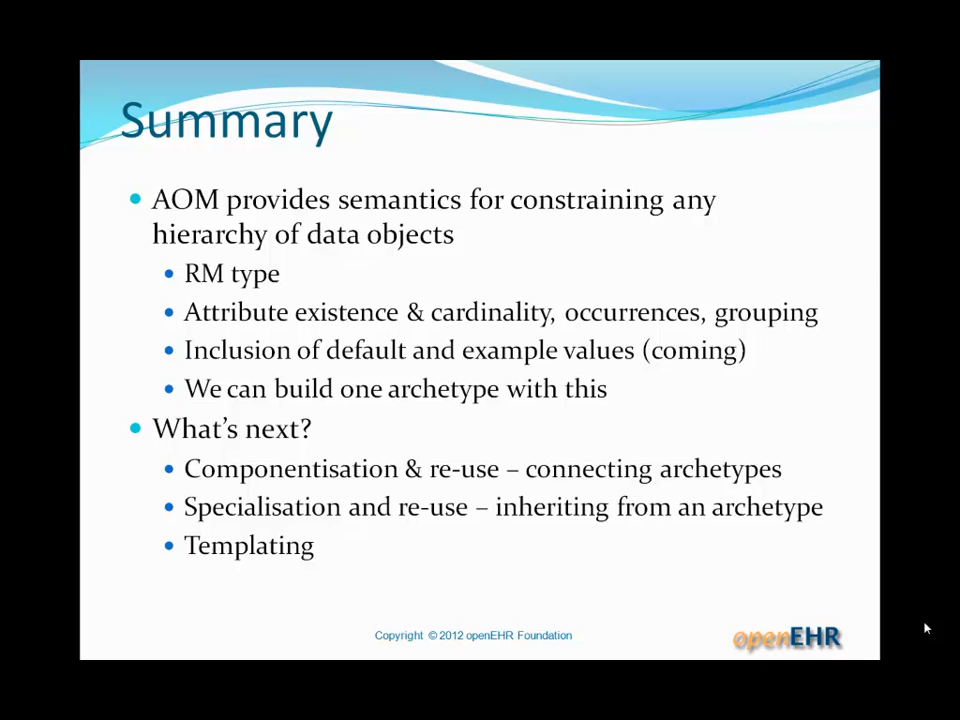 Summary
• AOM provides semantics for constraining any
hierarchy of data objects
• RM type
• Attribute existence & cardinality, occurrences, grouping
• Inclusion of default and example values (coming)
• We can build one archetype with this
• What's next?
• Componentisation & re-use – connecting archetypes
• Specialisation and re-use – inheriting from an archetype
• Templating
Copyright © 2012 openEHR Foundation
openEHR